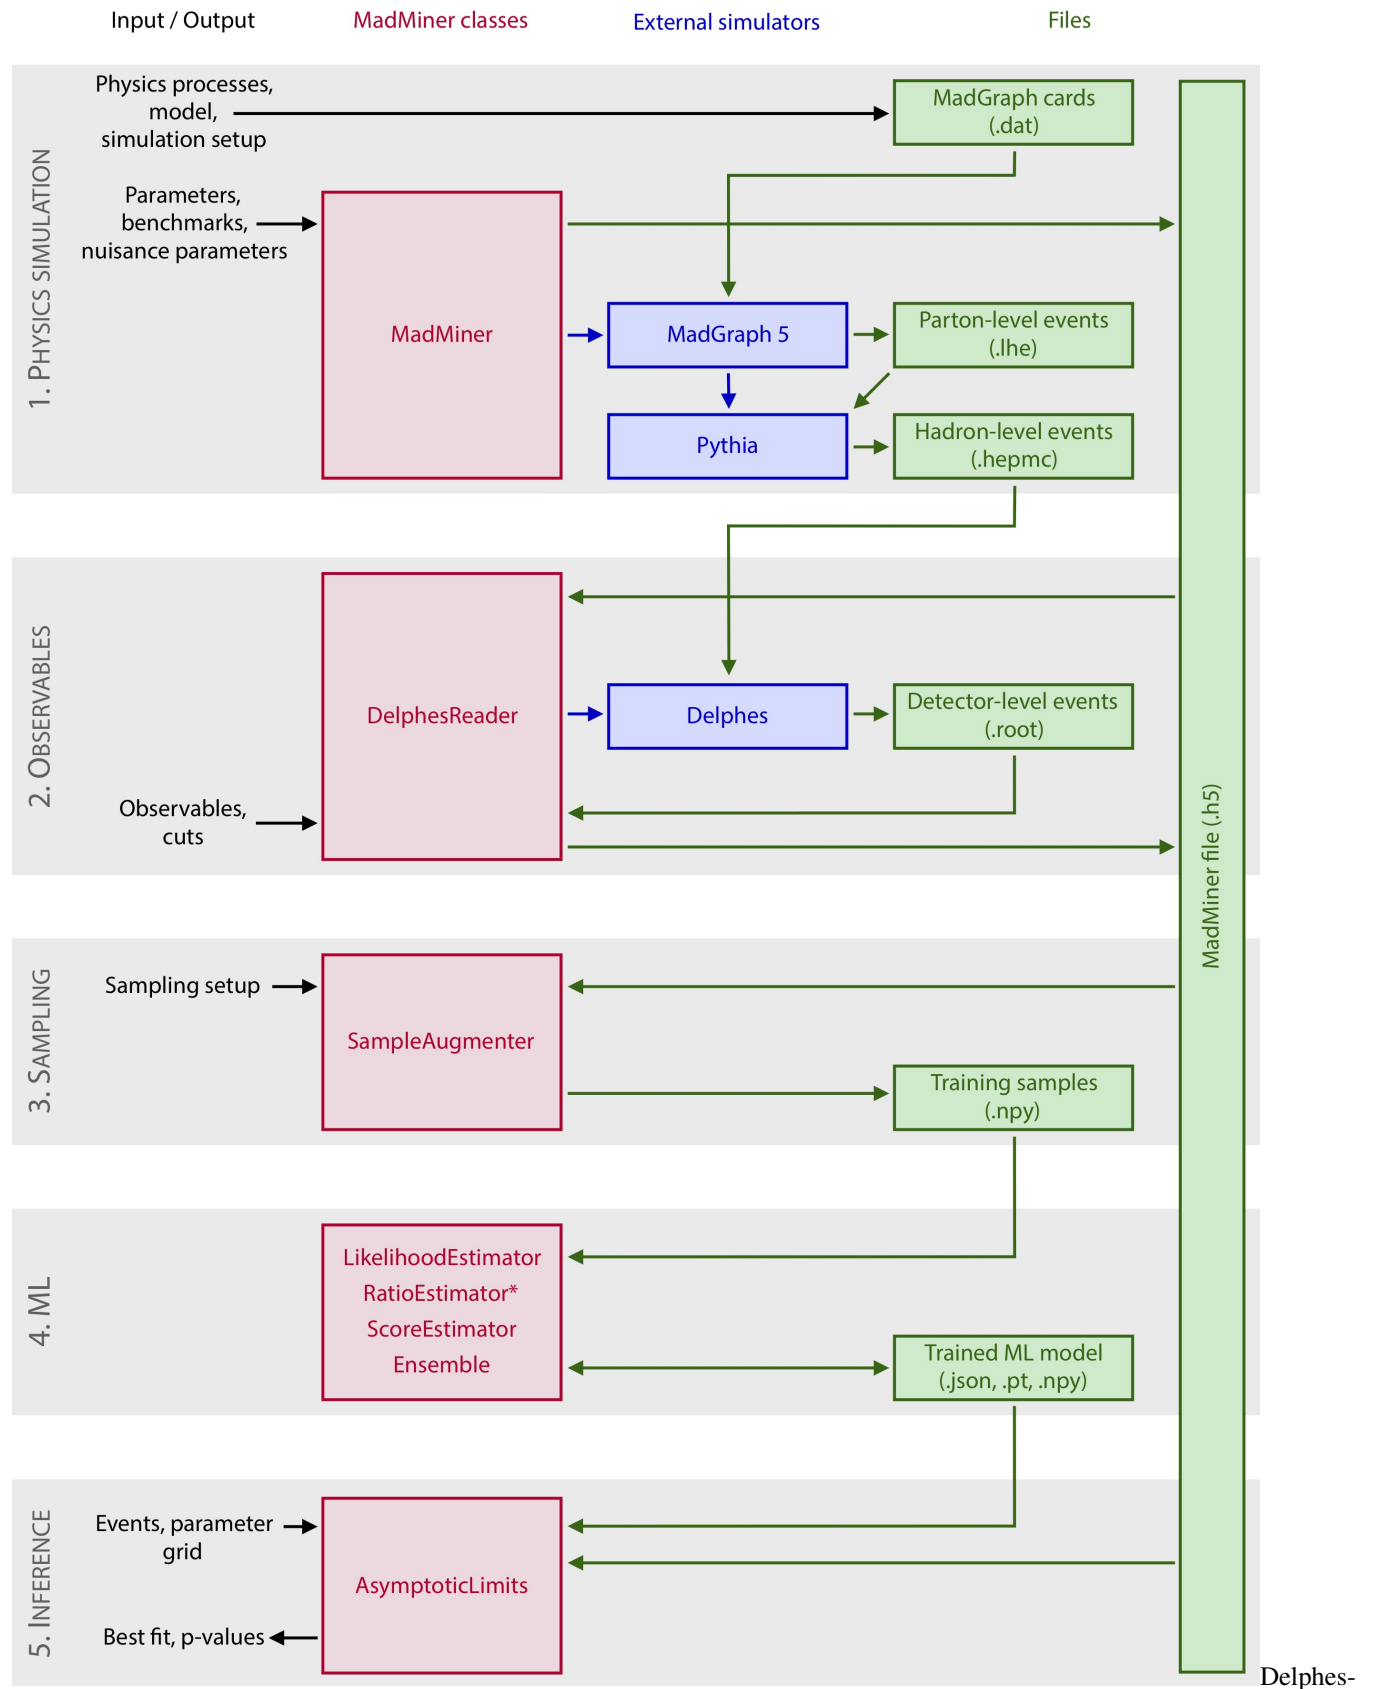 Input / Output
MadMiner classes
External simulators
Files
1. PHYSICS SIMULATION
Physics processes,
model,
simulation setup
MadGraph cards
(.dat)
Parameters,
benchmarks,
nuisance parameters
MadMiner
MadGraph 5
Parton-level events
(.lhe)
Pythia
Hadron-level events
(.hepmc)
2. OBSERVABLES
DelphesReader
Delphes
Detector-level events
(.root)
Observables,
cuts
MadMiner file (.h5)
3. SAMPLING
Sampling setup
SampleAugmenter
Training samples
(.npy)
4. ML
LikelihoodEstimator
RatioEstimator*
ScoreEstimator
Ensemble
Trained ML model
(.json, .pt, .npy)
5. INFERENCE
Events, parameter
grid
AsymptoticLimits
Best fit, p-values
Delphes-